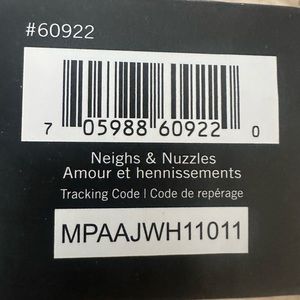 #60922
7 05988 60922 0
Neighs & Nuzzles
Amour et hennissements
Tracking Code | Code de repérage
MPAAJWH11011